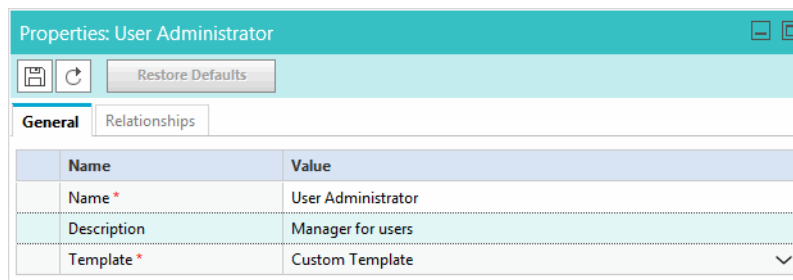 Properties: User Administrator
Restore Defaults
General Relationships
Name Value
Name * User Administrator
Description Manager for users
Template * Custom Template